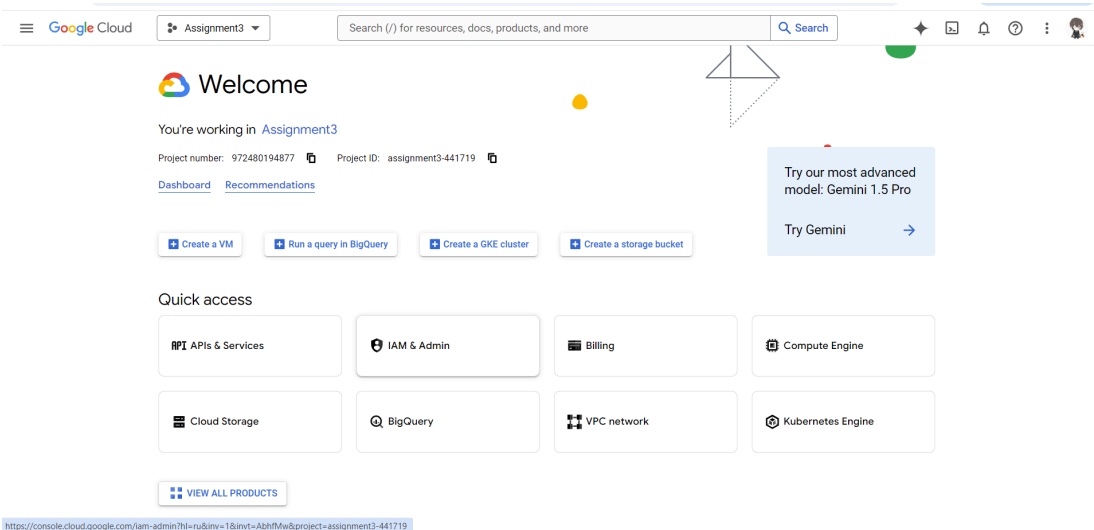 Google Cloud
Assignment3
Search (/) for resources, docs, products, and more
Search
Welcome
You're working in Assignment3
Project number: 972480194877 Project ID: assignment3-441719
Dashboard Recommendations
Try our most advanced
model: Gemini 1.5 Pro
Try Gemini
Create a VM
Run a query in BigQuery
Create a GKE cluster
Create a storage bucket
Quick access
API APIs & Services
IAM & Admin
Billing
Compute Engine
Cloud Storage
BigQuery
VPC network
Kubernetes Engine
VIEW ALL PRODUCTS
https://console.cloud.google.com/iam-admin?hl=ru&inv=1&invt=AbhfMw&project=assignment3-441719